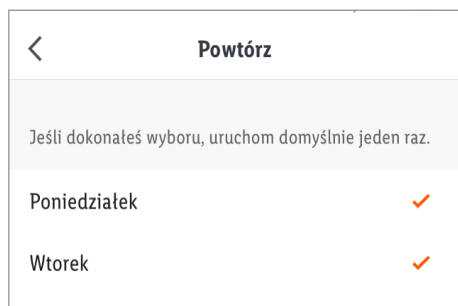 Powtórz
Jeśli dokonałeś wyboru, uruchom domyślnie jeden raz.
Poniedziałek
Wtorek